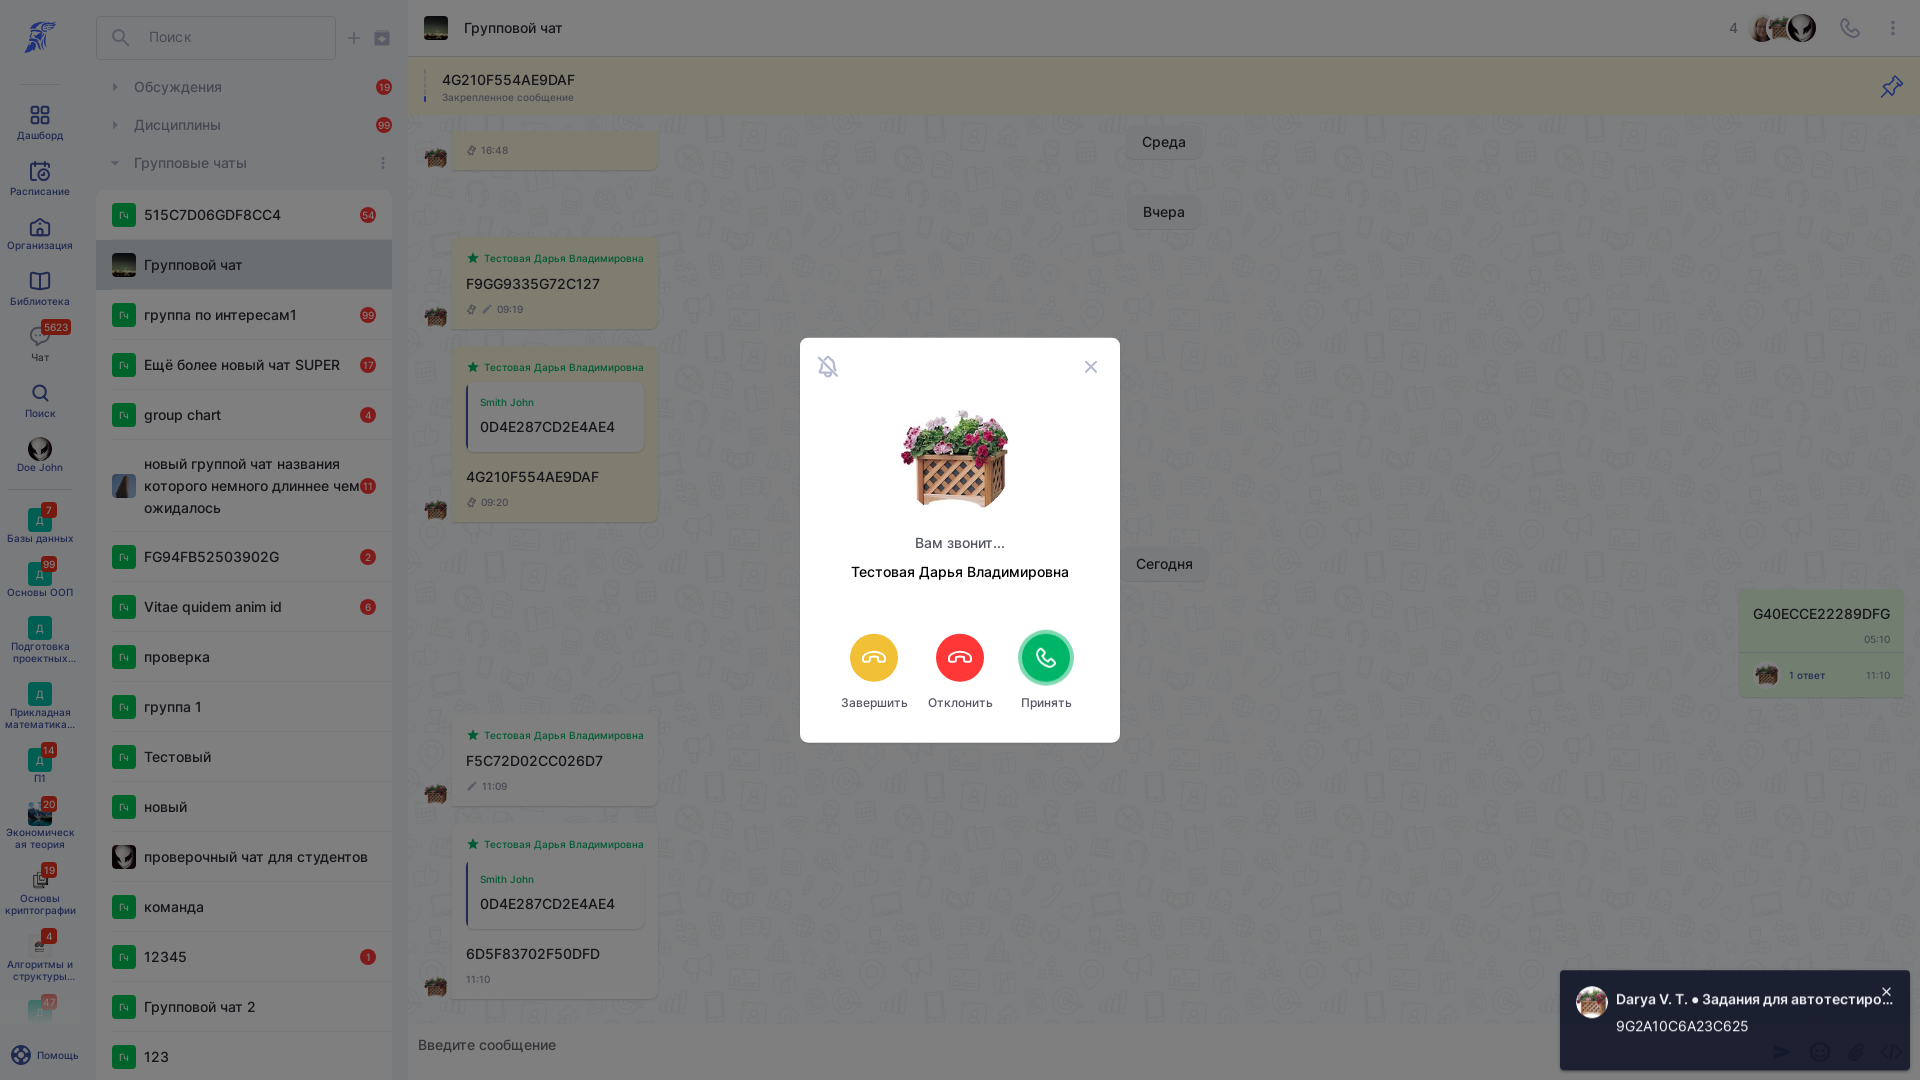 Дашборд
Расписание
Организация
Библиотека
5623
Чат
Поиск
Doe John
7
Д
Базы данных
99
Д
Основы ООП
Д
Подготовка
проектных...
Д
Прикладная
математика...
14
Д
П1
20
Экономическ
ая теория
19
Основы
криптографии
4
Алгоритмы и
структуры...
47
Д
Помощь
Поиск
Обсуждения
19
Дисциплины
99
Групповые чаты
Гч 515C7D06GDF8CC4 54
Групповой чат
Гч группа по интересам1 99
Гч Ещё более новый чат SUPER 17
Гч group chart 4
новый группой чат названия
которого немного длиннее чем 11
ожидалось
Гч FG94FB52503902G 2
Гч Vitae quidem anim id 6
Гч проверка
Гч группа 1
Гч Тестовый
Гч новый
проверочный чат для студентов
Гч команда
Гч 12345 1
Гч Групповой чат 2
Гч 123
Групповой чат
4
4G210F554AE9DAF
Закрепленное сообщение
16:48
Среда
Вчера
Тестовая Дарья Владимировна
F9GG9335G72C127
09:19
Тестовая Дарья Владимировна
Smith John
0D4E287CD2E4AE4
4G210F554AE9DAF
09:20
Сегодня
G40ECCE22289DFG
05:10
1 ответ 11:10
Тестовая Дарья Владимировна
F5C72D02CC026D7
11:09
Тестовая Дарья Владимировна
Smith John
0D4E287CD2E4AE4
6D5F83702F50DFD
11:10
Введите сообщение
Вам звонит...
Тестовая Дарья Владимировна
Завершить
Отклонить
Принять
Darya V. T. ● Задания для автотестиро...
9G2A10C6A23C625